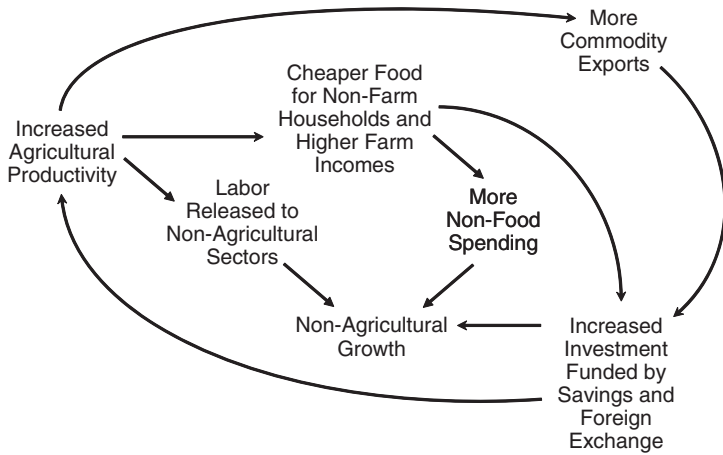 More
Commodity
Exports
Cheaper Food
for Non-Farm
Households and
Higher Farm
Incomes
Increased
Agricultural
Productivity
Labor
Released to
Non-Agricultural
Sectors
More
Non-Food
Spending
Non-Agricultural
Growth
Increased
Investment
Funded by
Savings and
Foreign
Exchange